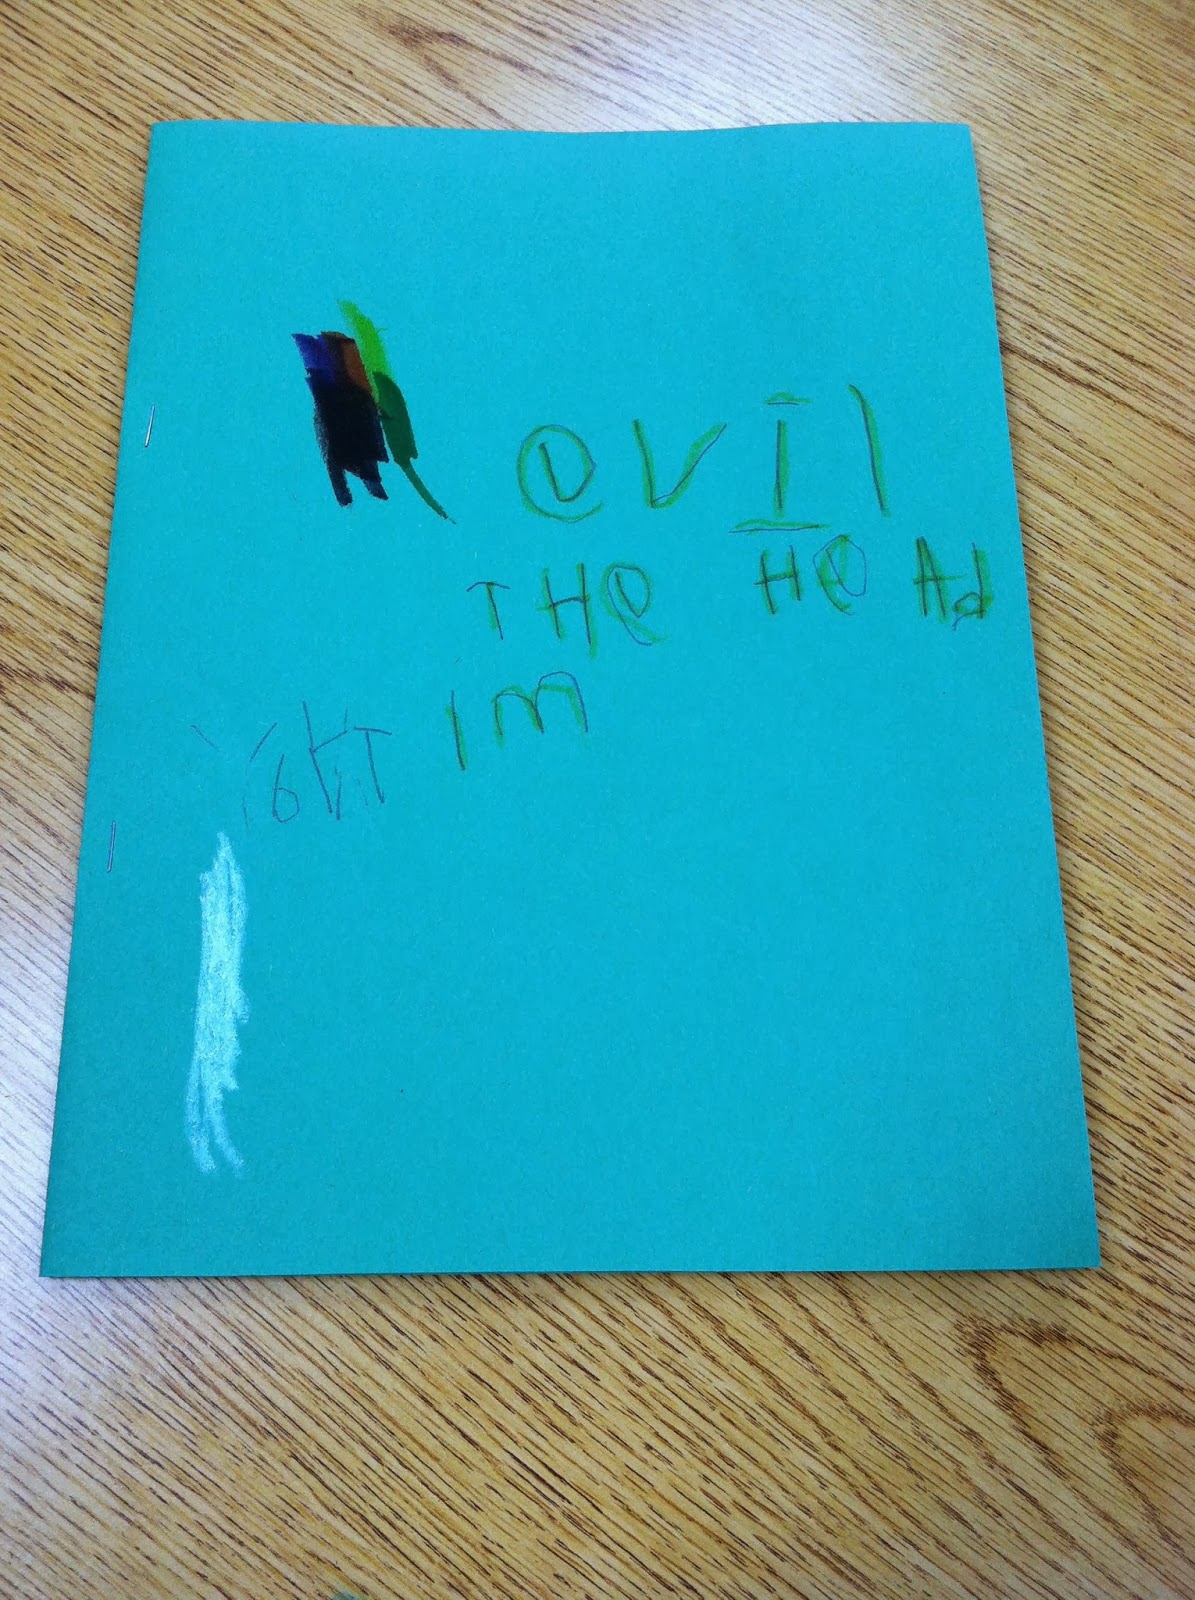 evIl
THe HeAd
Im